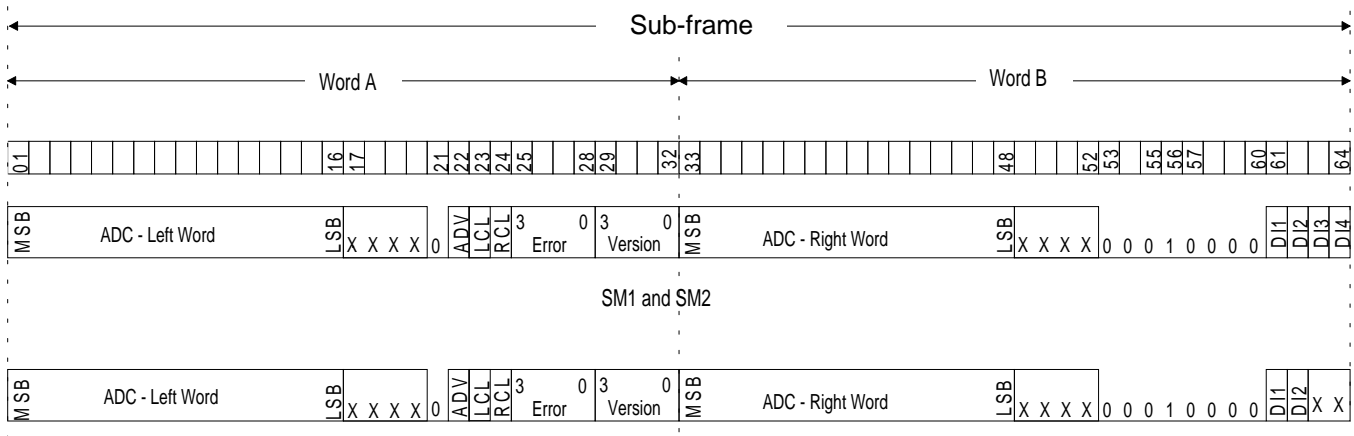 Sub-frame
Word A Word B
01 16 17 21 22 23 24 25 28 29 32 33 48 52 53 55 56 57 60 61 64
MSB ADC - Left Word LSB X X X X 0 ADV LCL RCL 3 0 Error 3 0 Version MSB ADC - Right Word LSB X X X X 0 0 0 1 0 0 0 0 DI1 DI2 DI3 DI4
SM1 and SM2
MSB ADC - Left Word LSB X X X X 0 ADV LCL RCL 3 0 Error 3 0 Version MSB ADC - Right Word LSB X X X X 0 0 0 1 0 0 0 0 DI1 DI2 X X